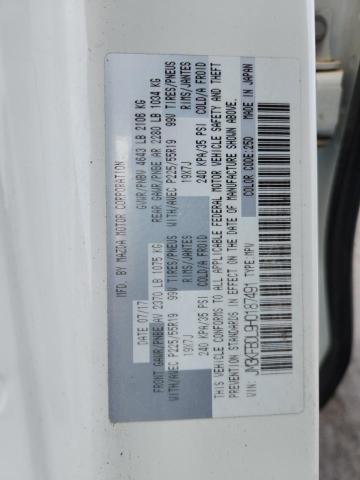 MFD. BY MAZDA MOTOR CORPORATION
DATE 07/17 GVWR/PNBV 4643 LB 2106 KG
FRONT GAWR/PNBE AV 2370 LB 1075 KG REAR GAWR/PNBE AR 2280 LB 1034 KG
WITH/AVEC P225/55R19 99V TIRES/PNEUS WITH/AVEC P225/55R19 99V TIRES/PNEUS
19X7J RIMS/JANTES 19X7J RIMS/JANTES
240 KPA/35 PSI COLD/A FROID 240 KPA/35 PSI COLD/A FROID
THIS VEHICLE CONFORMS TO ALL APPLICABLE FEDERAL MOTOR VEHICLE SAFETY AND THEFT
PREVENTION STANDARDS IN EFFECT ON THE DATE OF MANUFACTURE SHOWN ABOVE.
VIN: JM3KFBDL9H0187491 TYPE:MPV COLOR CODE:25D MADE IN JAPAN